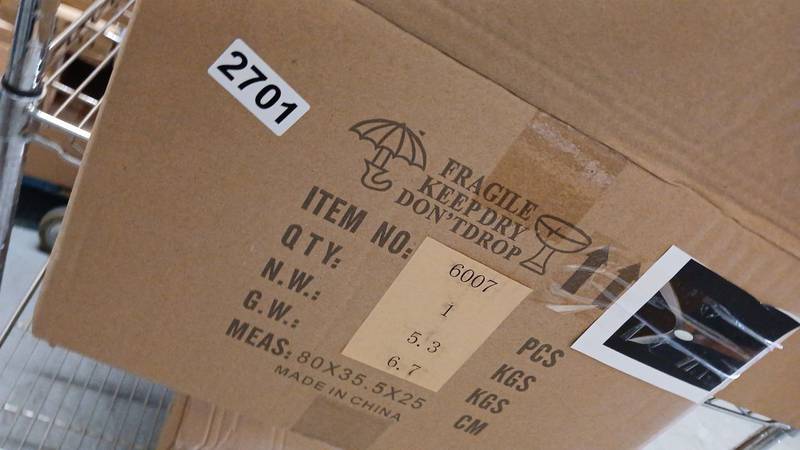 2701
FRAGILE
KEEP DRY
DON'T DROP
ITEM NO: 6007
QTY: 1 PCS
N.W.: 5.3 KGS
G.W.: 6.7 KGS
MEAS: 80X35.5X25 CM
MADE IN CHINA